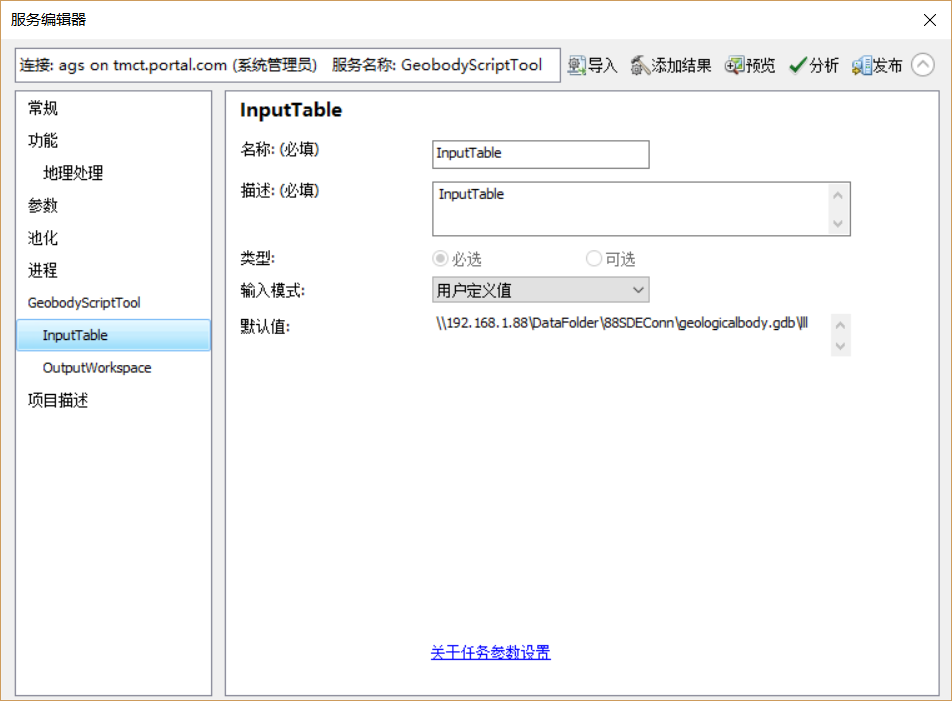 服务编辑器
连接: ags on tmct.portal.com (系统管理员) 服务名称: GeobodyScriptTool
导入 添加结果 预览 分析 发布
常规
功能
地理处理
参数
池化
进程
GeobodyScriptTool
InputTable
OutputWorkspace
项目描述
InputTable
名称: (必填) InputTable
描述: (必填) InputTable
类型: 必选 可选
输入模式: 用户定义值
默认值: \\192.168.1.88\DataFolder\88SDEConn\geologicalbody.gdb\lll
关于任务参数设置